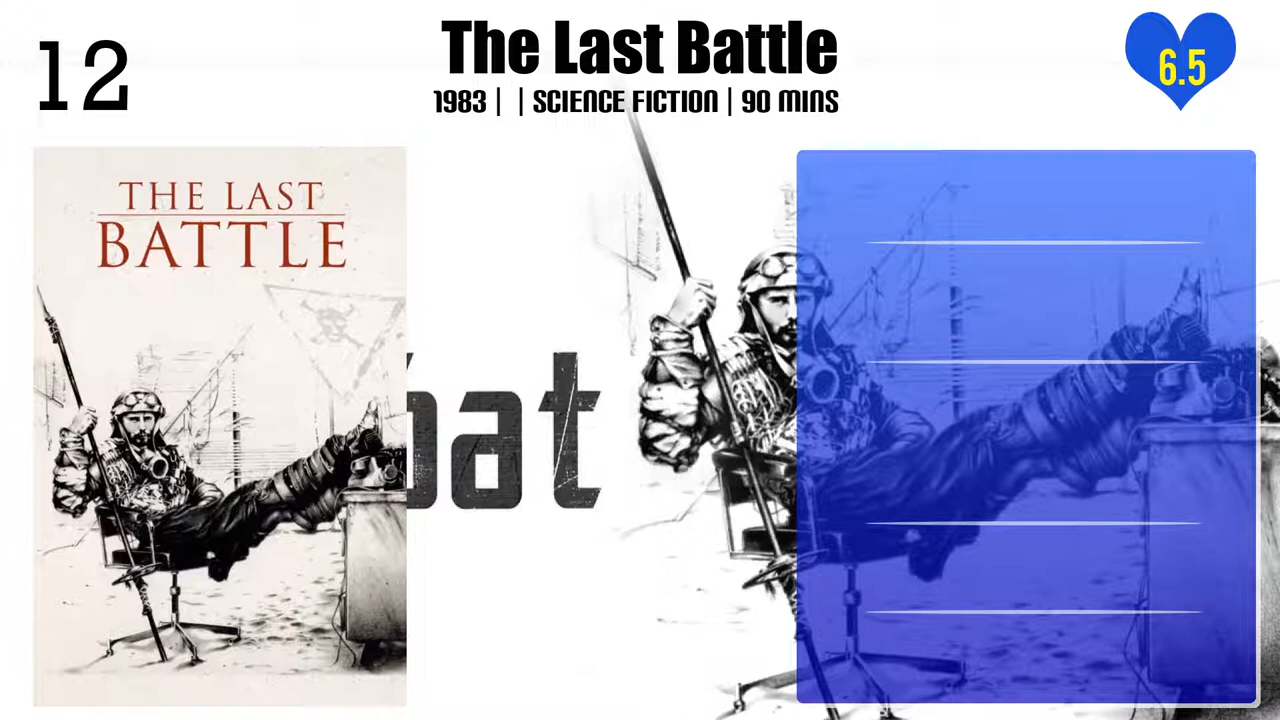 12
The Last Battle
1983 | | SCIENCE FICTION | 90 MINS
6.5
THE LAST
BATTLE
bat